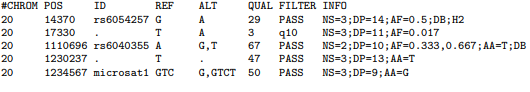 #CHROM POS ID REF ALT QUAL FILTER INFO
20 14370 rs6054257 G A 29 PASS NS=3;DP=14;AF=0.5;DB;H2
20 17330 . T A 3 q10 NS=3;DP=11;AF=0.017
20 1110696 rs6040355 A G,T 67 PASS NS=2;DP=10;AF=0.333,0.667;AA=T;DB
20 1230237 . T . 47 PASS NS=3;DP=13;AA=T
20 1234567 microsat1 GTC G,GTCT 50 PASS NS=3;DP=9;AA=G